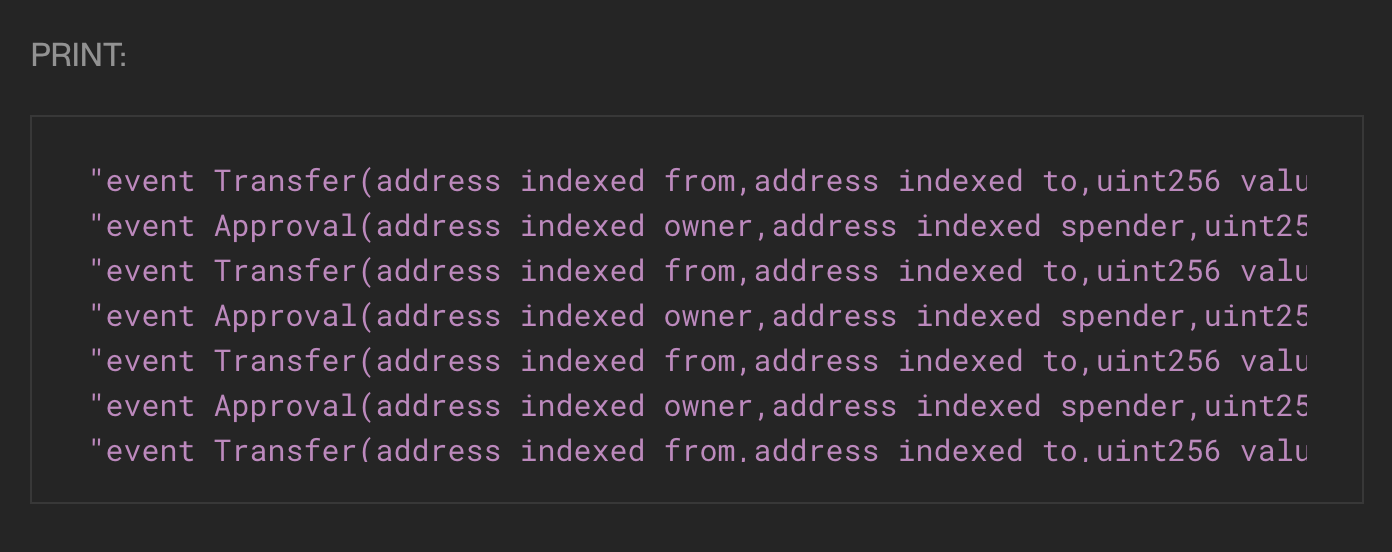 PRINT:
"event Transfer(address indexed from,address indexed to,uint256 valu
"event Approval(address indexed owner,address indexed spender,uint25
"event Transfer(address indexed from,address indexed to,uint256 valu
"event Approval(address indexed owner,address indexed spender,uint25
"event Transfer(address indexed from,address indexed to,uint256 valu
"event Approval(address indexed owner,address indexed spender,uint25
"event Transfer(address indexed from,address indexed to,uint256 valu